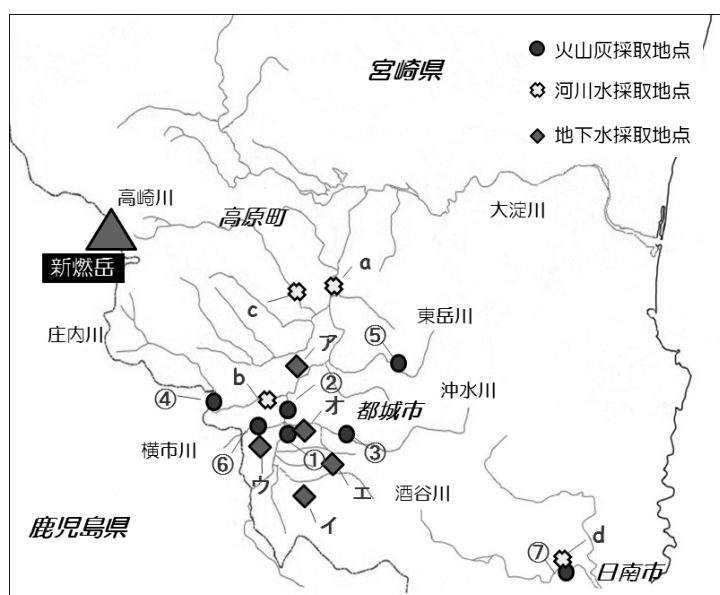 宮崎県
火山灰採取地点
河川水採取地点
地下水採取地点
高崎川
高原町
大淀川
新燃岳
a
c
東岳川
庄内川
ア
⑤
b
②
④
オ
都城市
沖水川
横市川
⑥
①
③
ウ
エ
酒谷川
イ
鹿児島県
⑦
d
日南市